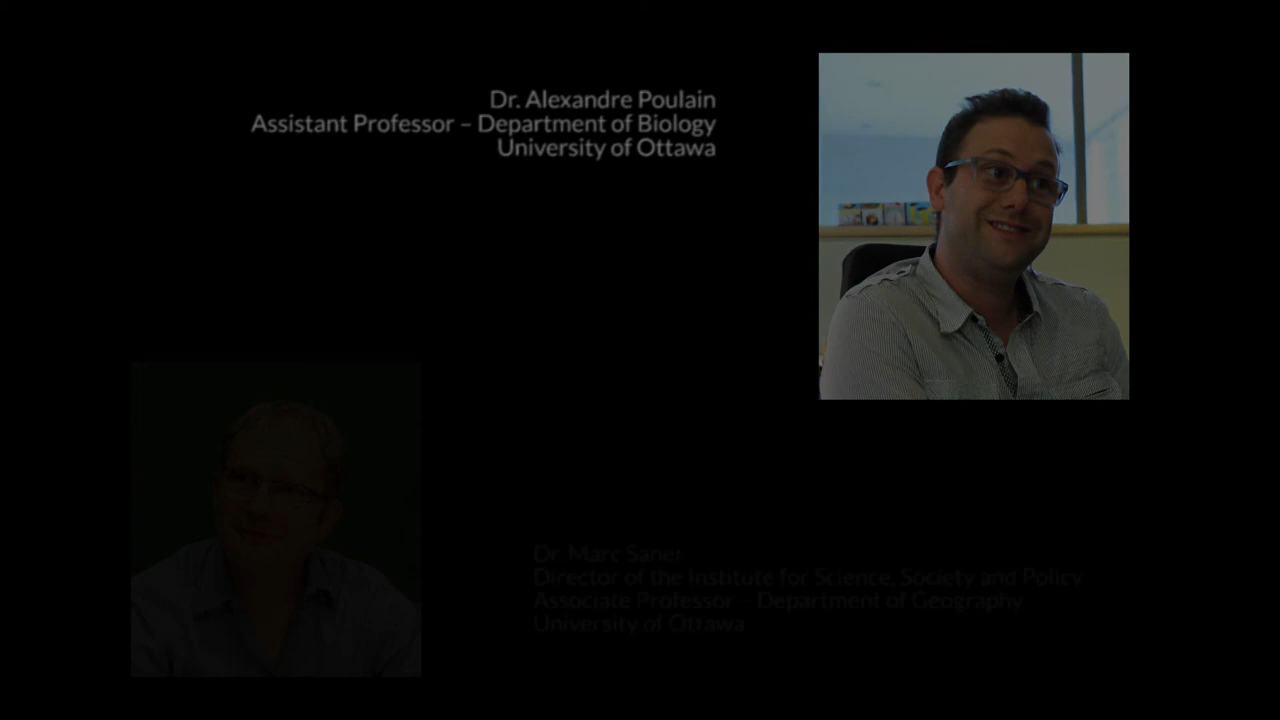 Dr. Alexandre Poulain
Assistant Professor – Department of Biology
University of Ottawa
Dr. Marc Saner
Director of the Institute for Science, Society and Policy
Associate Professor – Department of Geography
University of Ottawa